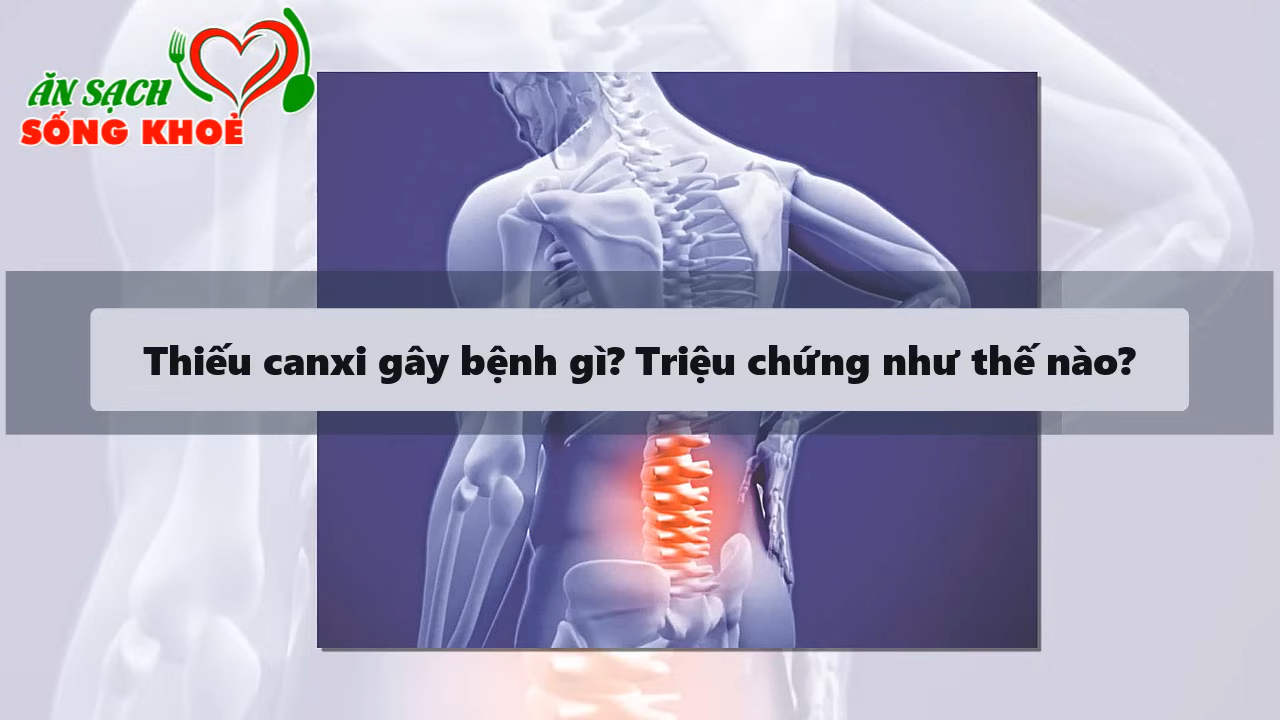 ĂN SẠCH
SỐNG KHOẺ
Thiếu canxi gây bệnh gì? Triệu chứng như thế nào?